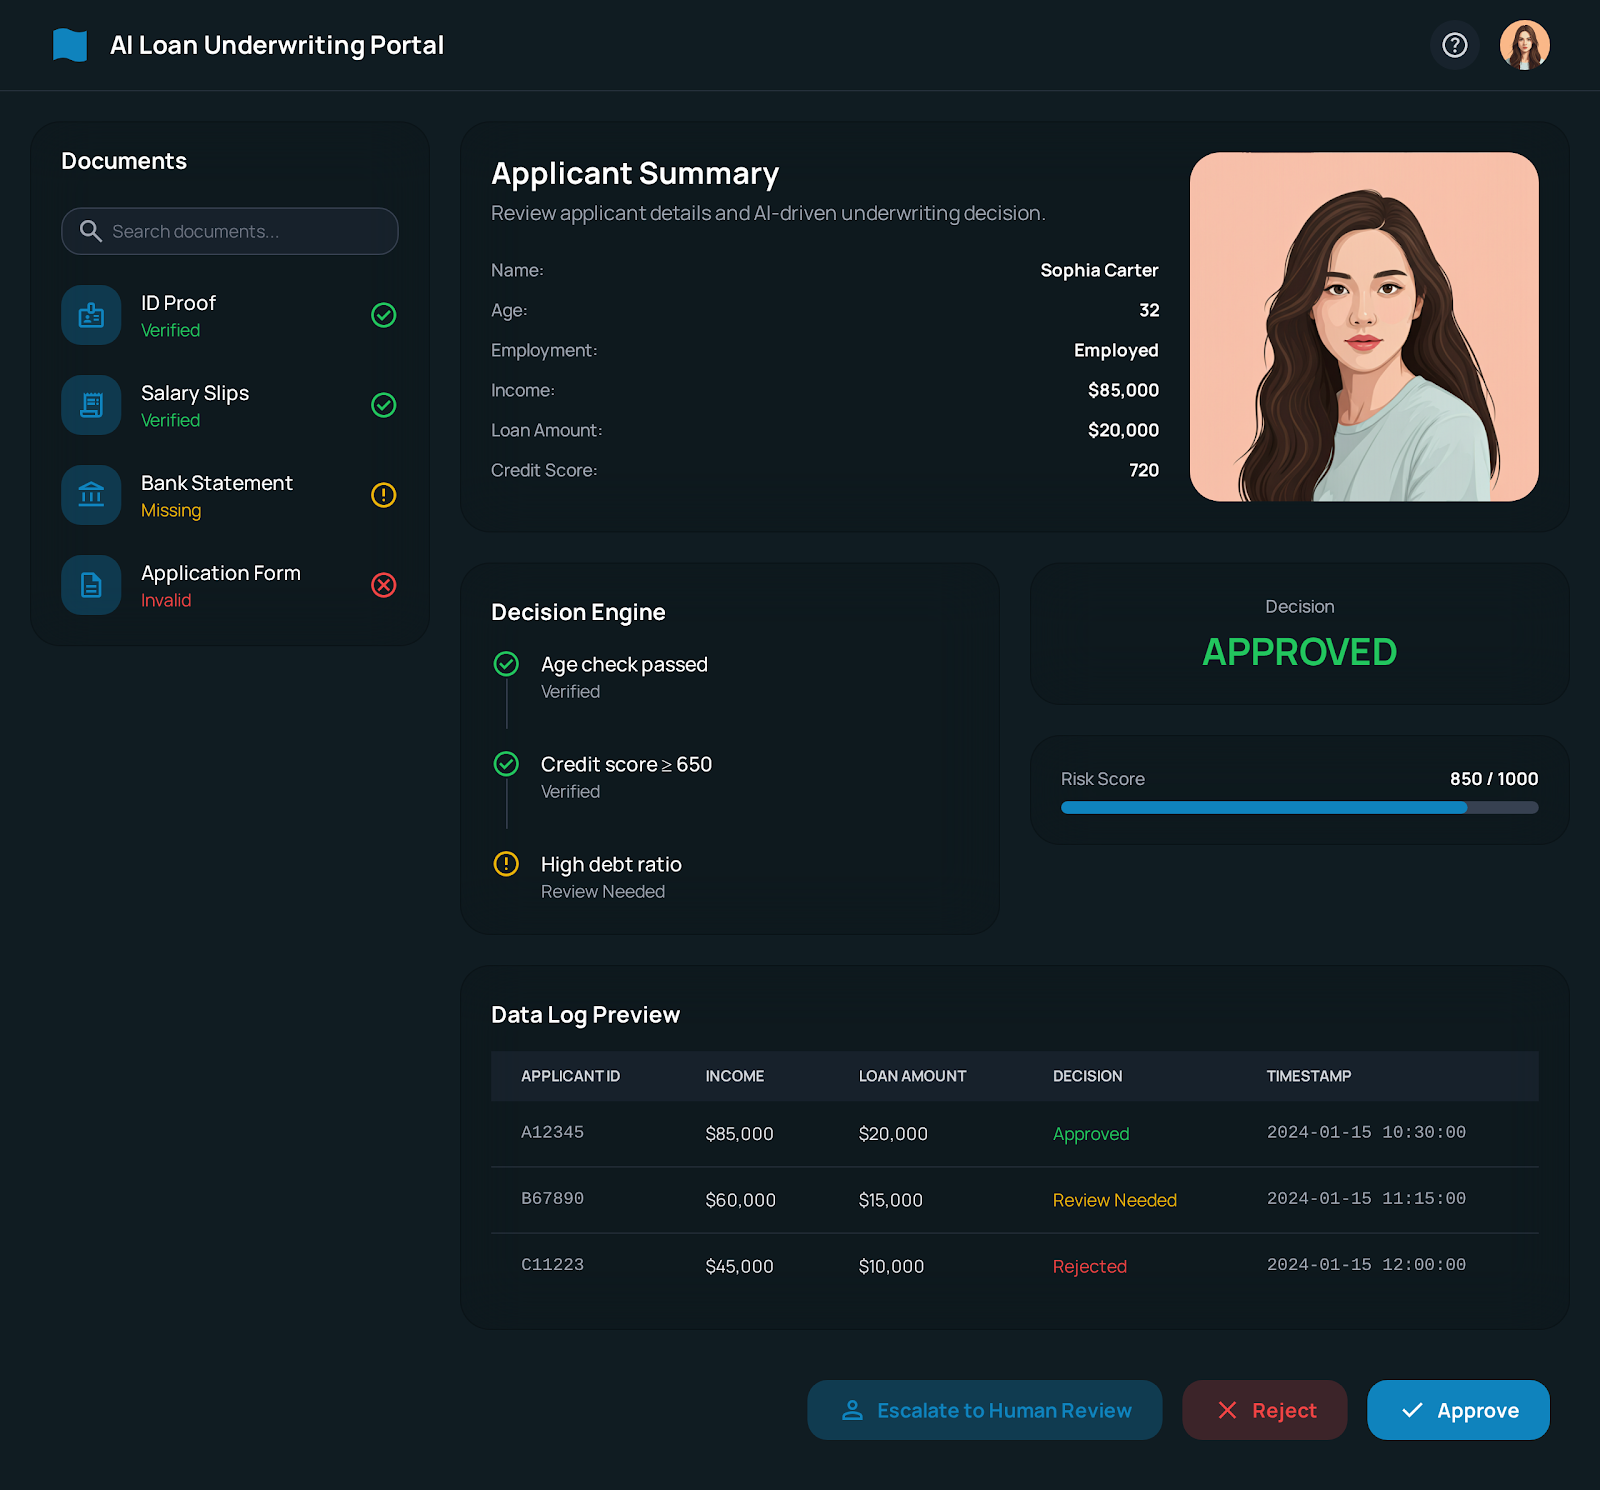 AI Loan Underwriting Portal
Documents
Search documents...
ID Proof
Verified
Salary Slips
Verified
Bank Statement
Missing
Application Form
Invalid
Applicant Summary
Review applicant details and AI-driven underwriting decision.
Name: Sophia Carter
Age: 32
Employment: Employed
Income: $85,000
Loan Amount: $20,000
Credit Score: 720
Decision Engine
Age check passed
Verified
Credit score ≥ 650
Verified
High debt ratio
Review Needed
Decision
APPROVED
Risk Score 850 / 1000
Data Log Preview
APPLICANT ID INCOME LOAN AMOUNT DECISION TIMESTAMP
A12345 $85,000 $20,000 Approved 2024-01-15 10:30:00
B67890 $60,000 $15,000 Review Needed 2024-01-15 11:15:00
C11223 $45,000 $10,000 Rejected 2024-01-15 12:00:00
Escalate to Human Review Reject Approve